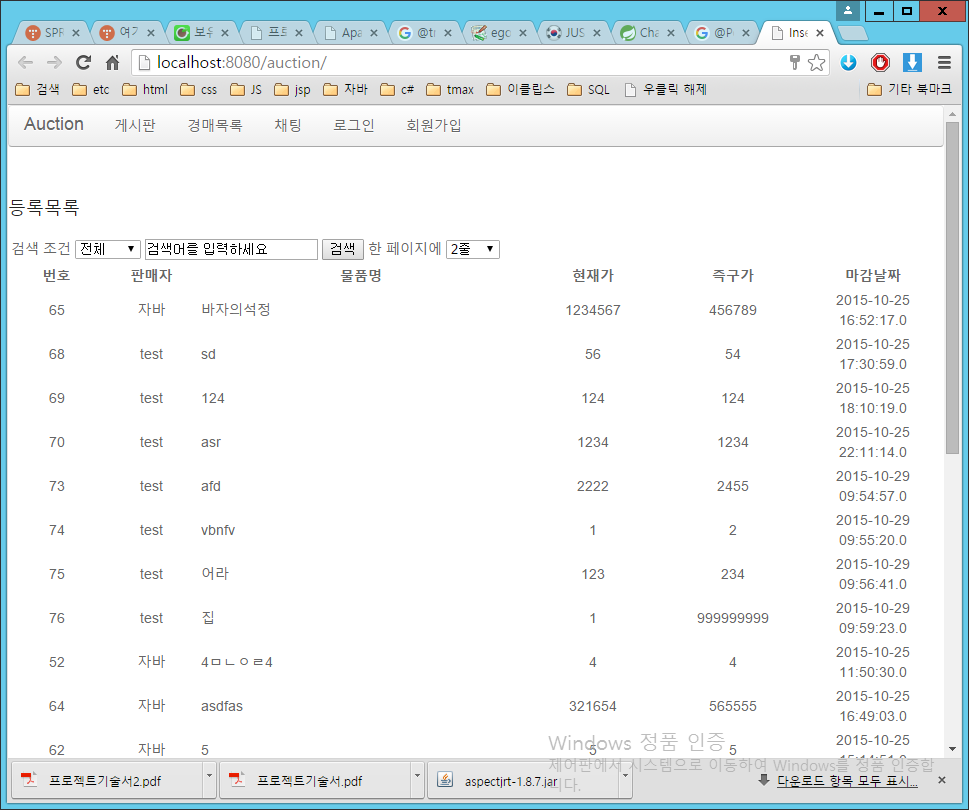 SPR
여기
보우
프로
Apa
@tr
ego
JUS
Cha
@Po
Inse
localhost:8080/auction/
검색 etc html css JS jsp 자바 c# tmax 이클립스 SQL 우클릭 해제 기타 북마크
Auction 게시판 경매목록 채팅 로그인 회원가입
등록목록
검색 조건 전체 검색어를 입력하세요 검색 한 페이지에 2줄
번호 판매자 물품명 현재가 즉구가 마감날짜
65 자바 바자의석정 1234567 456789 2015-10-25
16:52:17.0
68 test sd 56 54 2015-10-25
17:30:59.0
69 test 124 124 124 2015-10-25
18:10:19.0
70 test asr 1234 1234 2015-10-25
22:11:14.0
73 test afd 2222 2455 2015-10-29
09:54:57.0
74 test vbnfv 1 2 2015-10-29
09:55:20.0
75 test 어라 123 234 2015-10-29
09:56:41.0
76 test 집 1 999999999 2015-10-29
09:59:23.0
52 자바 4ㅁㄴㅇㄹ4 4 4 2015-10-25
11:50:30.0
64 자바 asdfas 321654 565555 2015-10-25
16:49:03.0
62 자바 5 5 5 2015-10-25
Windows 정품 인증
제어판에서 시스템으로 이동하여 Windows를 정품 인증합
니다.
프로젝트기술서2.pdf 프로젝트기술서.pdf aspectjrt-1.8.7.jar 다운로드 항목 모두 표시...